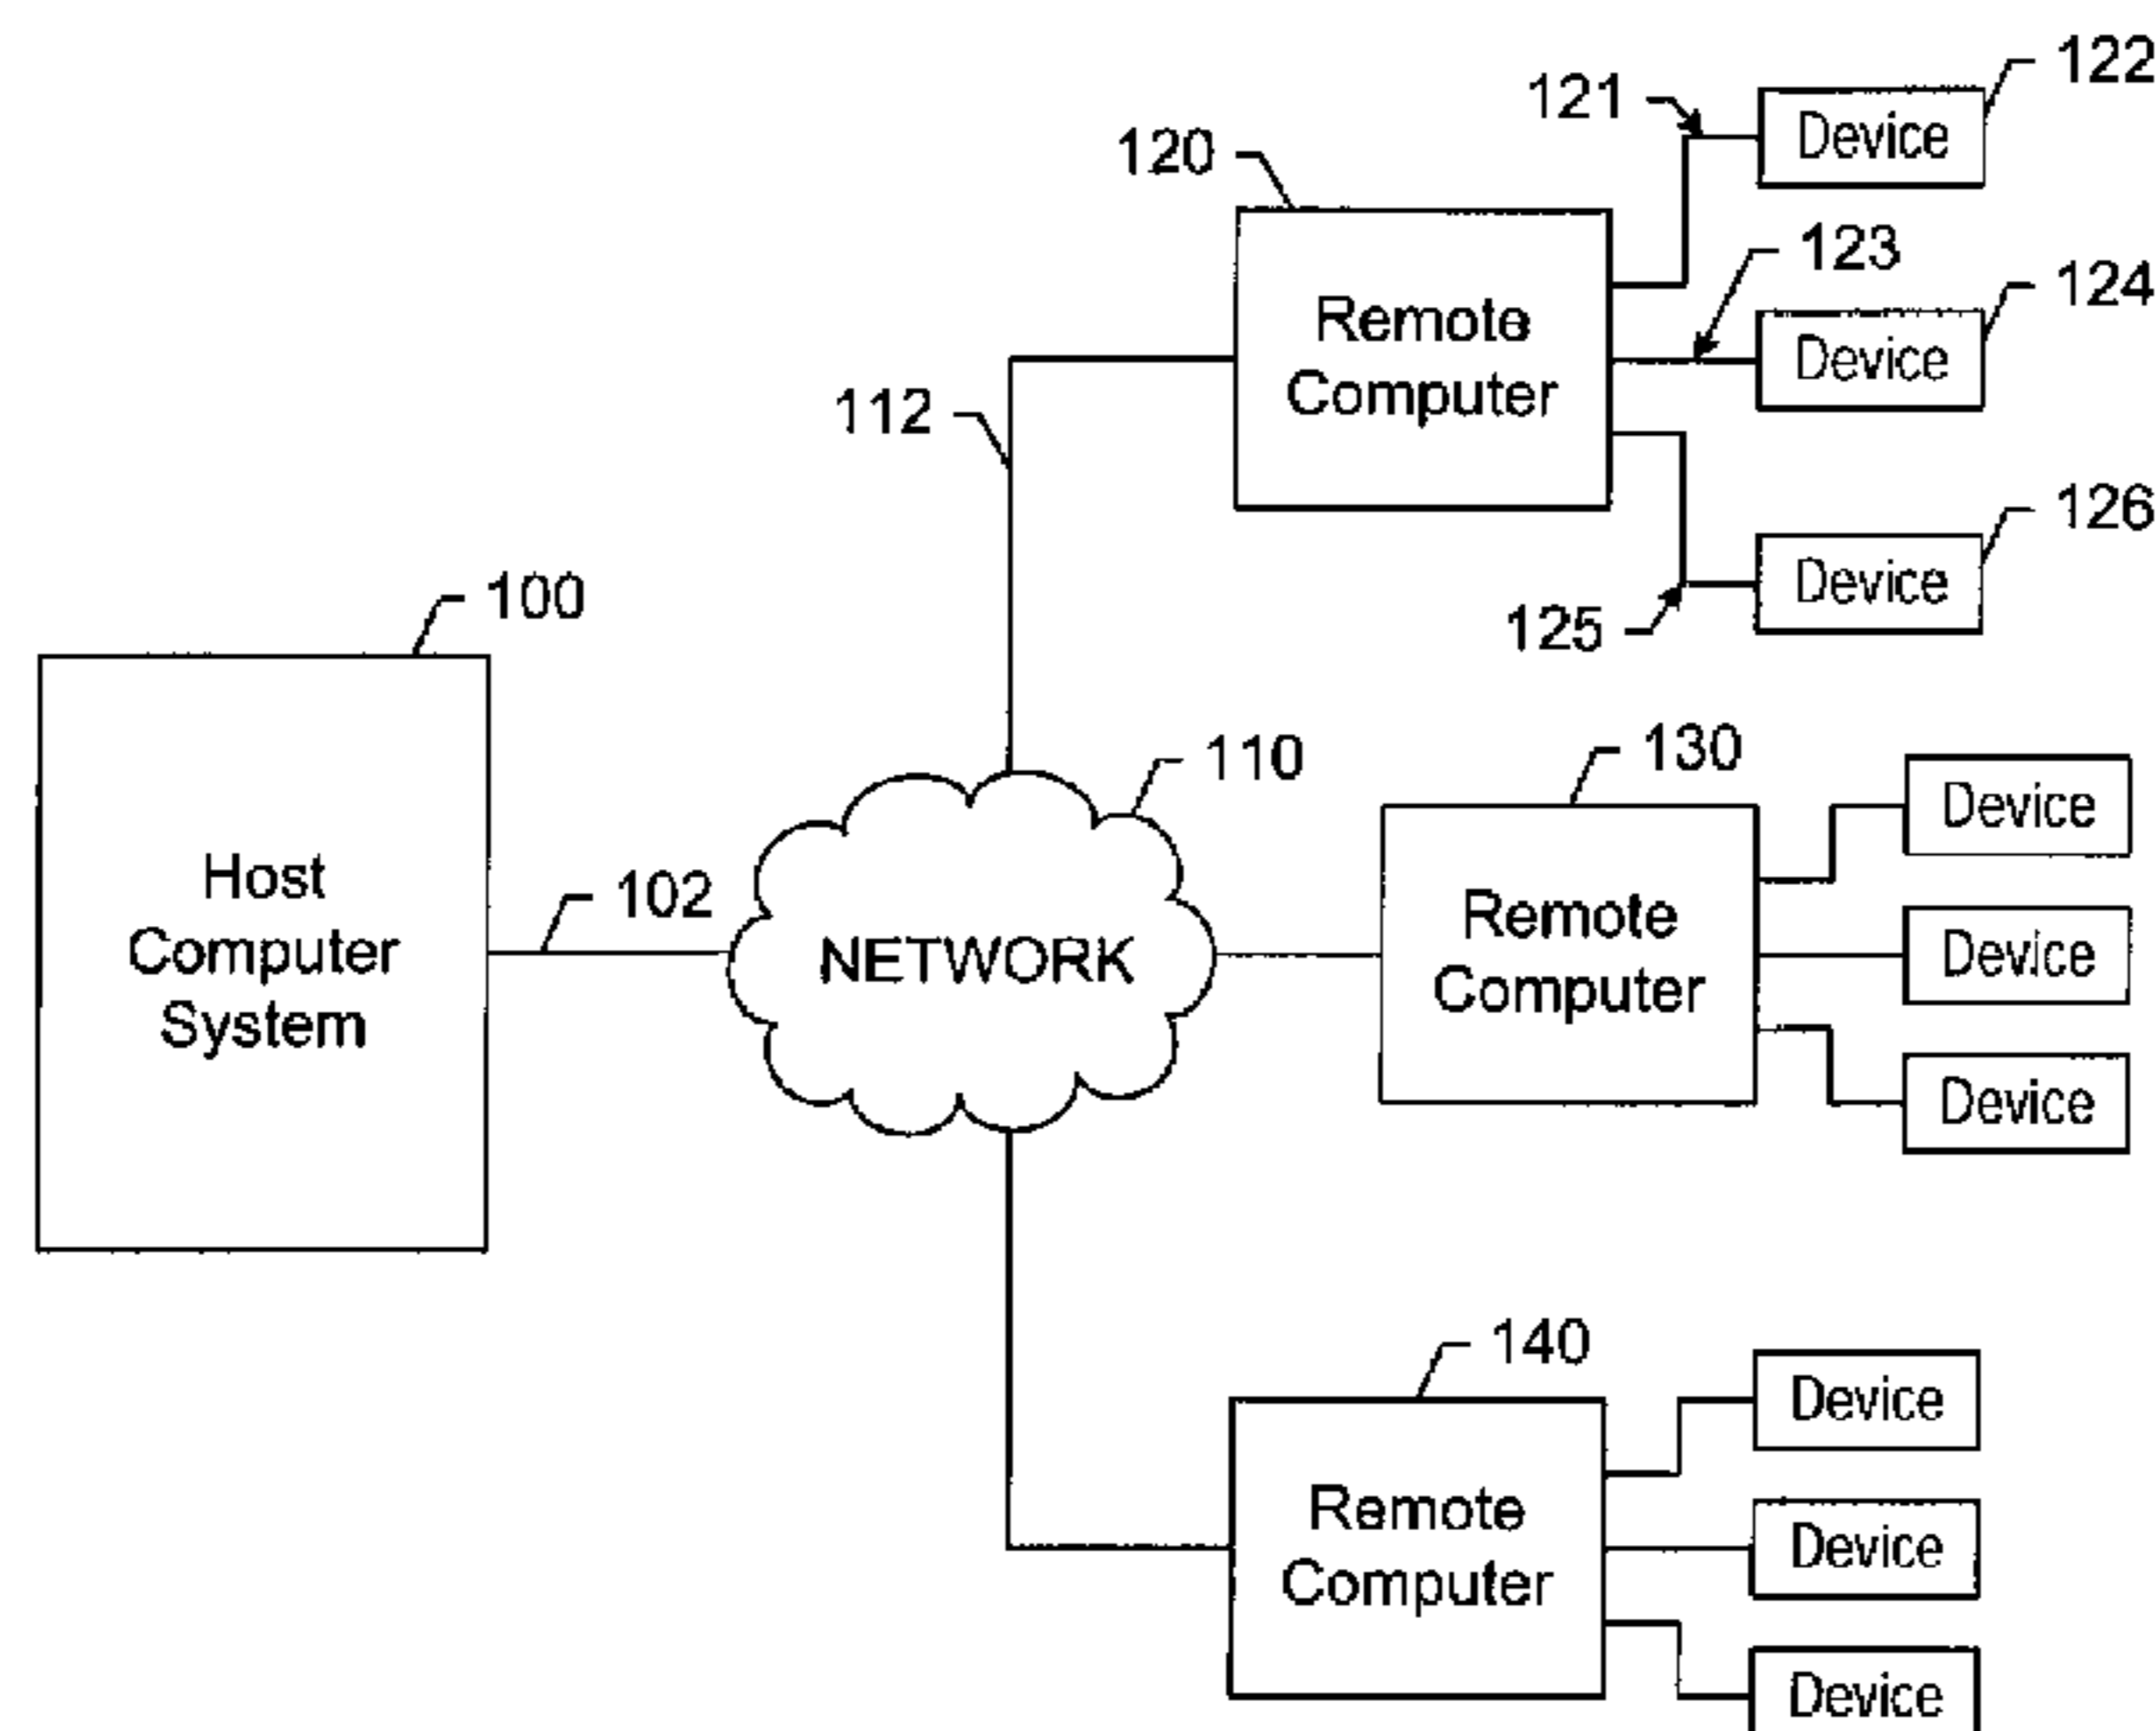 122
121
Device
120
123
124
Remote
Computer
Device
112
126
Device
125
100
110
130
Device
Host
Computer
System
102
NETWORK
Remote
Computer
Device
Device
140
Device
Remote
Computer
Device
Device